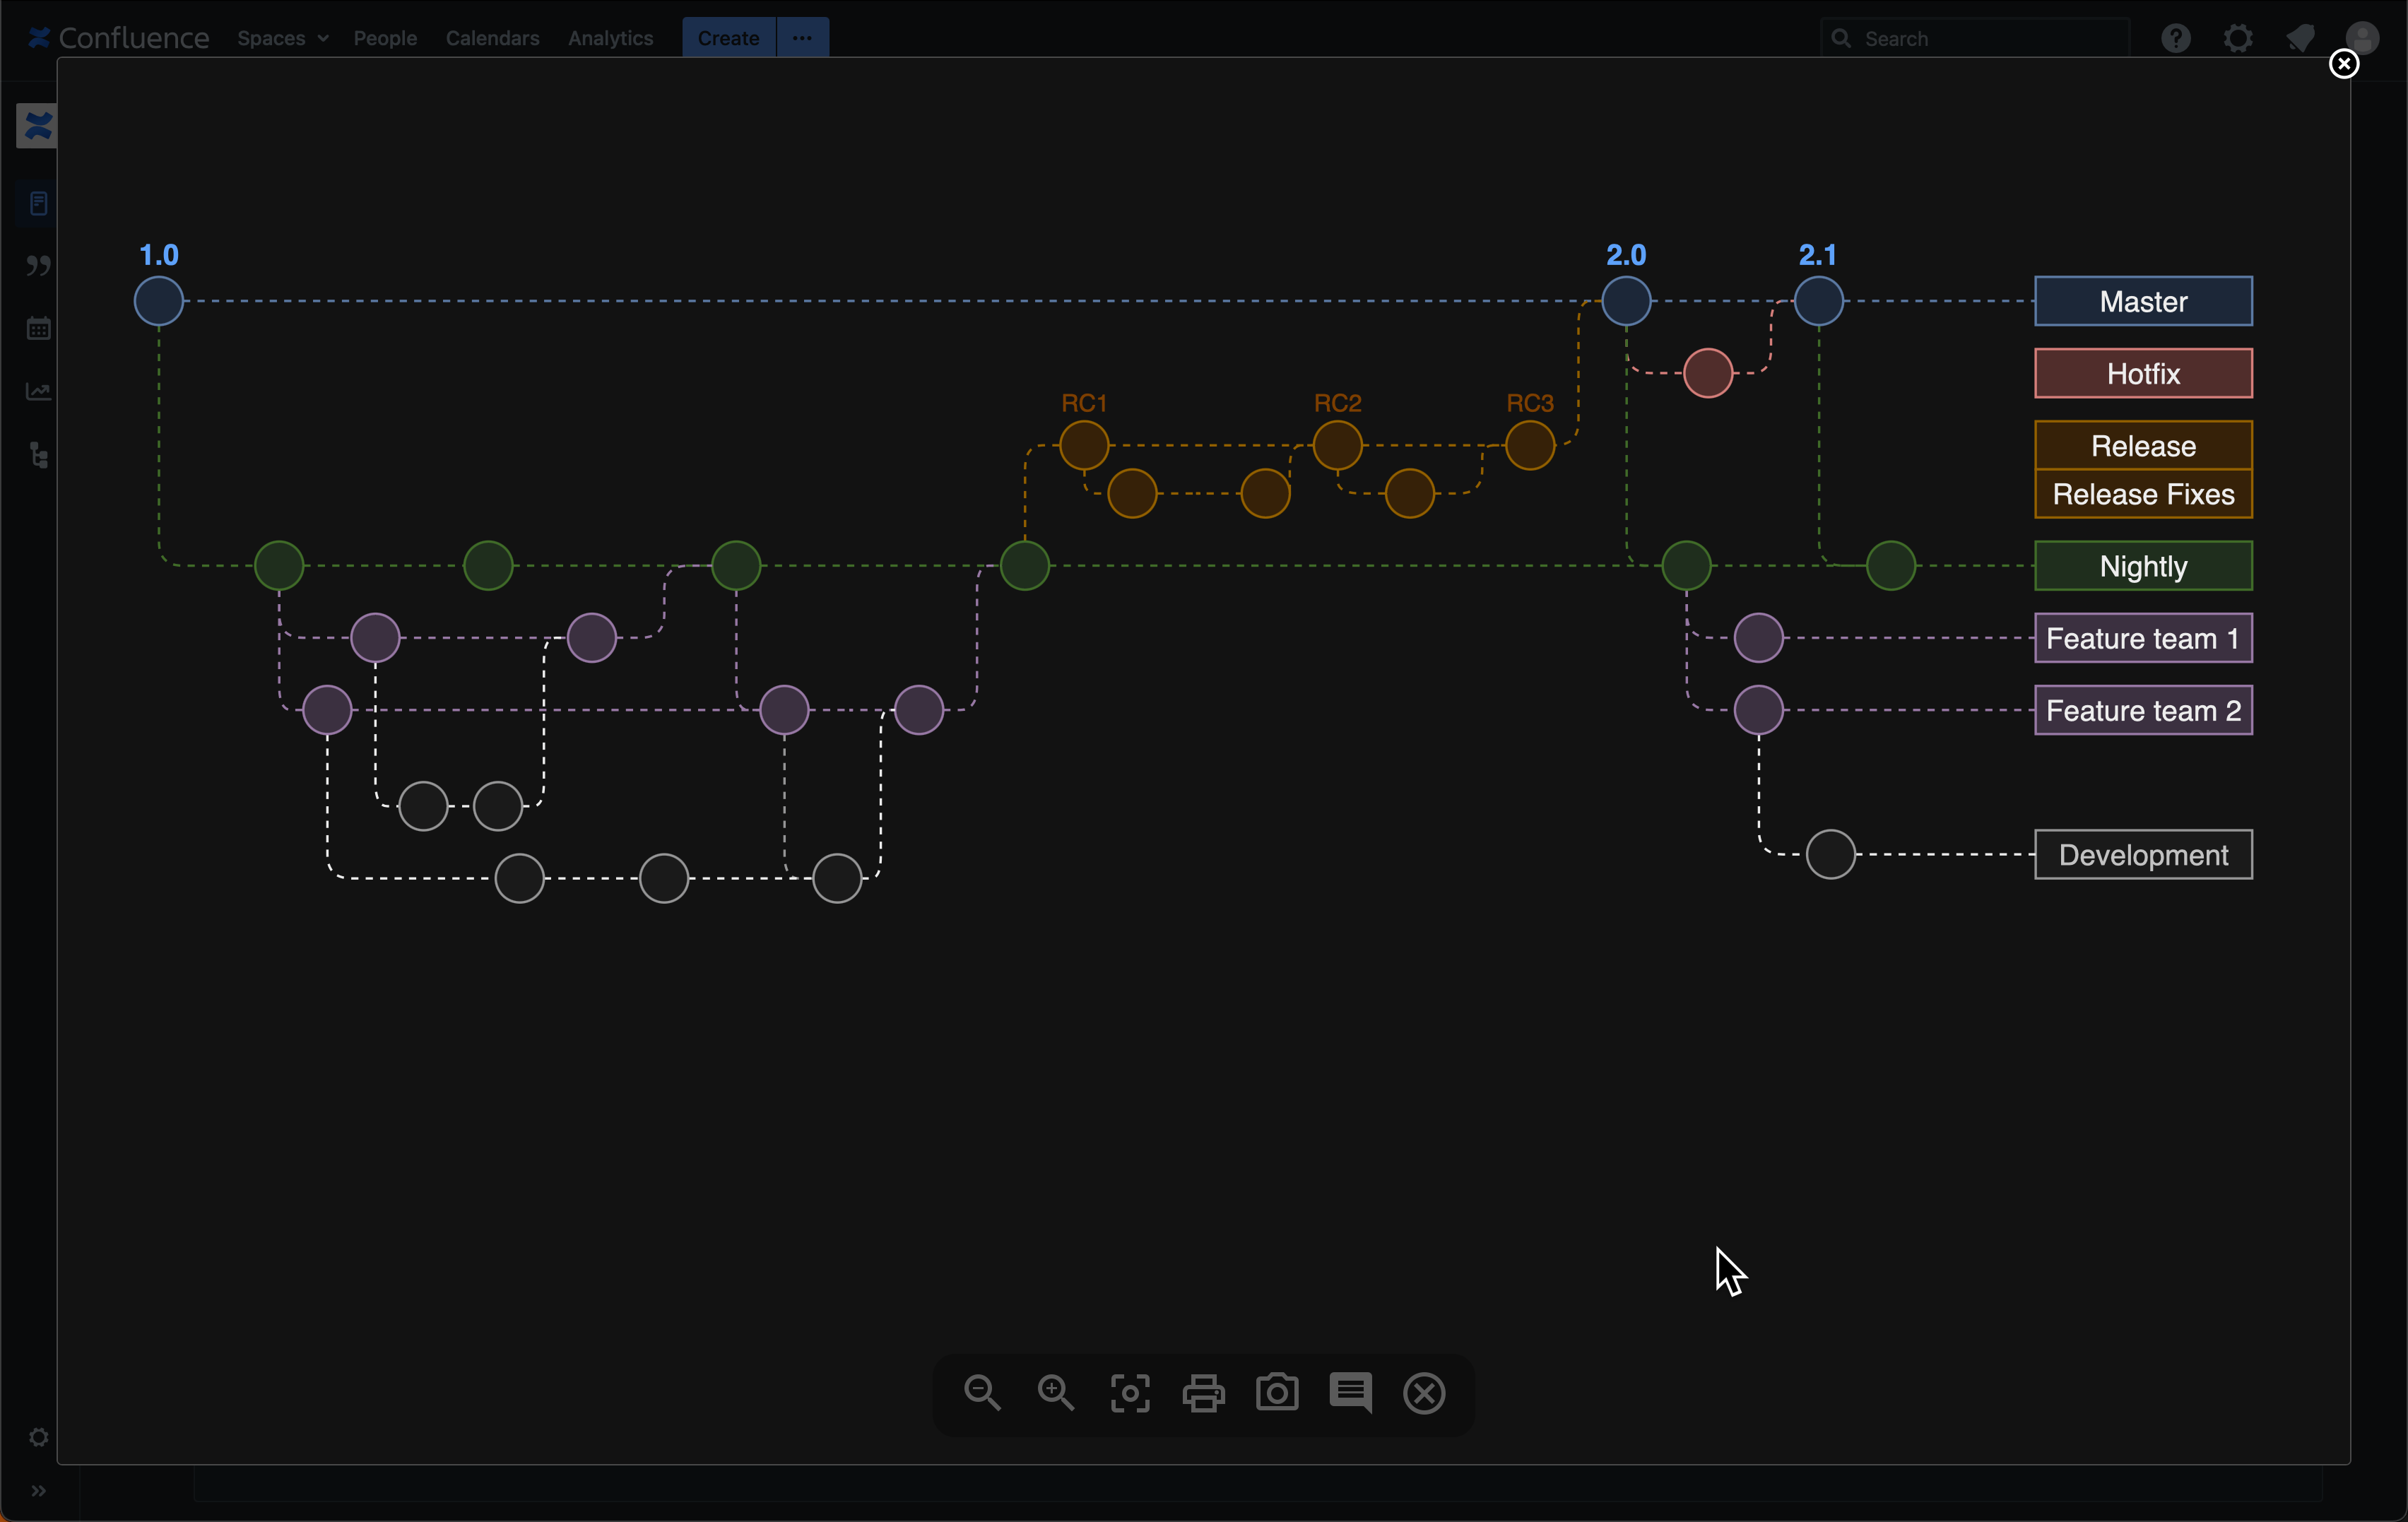 Confluence Spaces People Calendars Analytics Create ... Search
1.0
2.0
2.1
Master
Hotfix
RC1
RC2
RC3
Release
Release Fixes
Nightly
Feature team 1
Feature team 2
Development